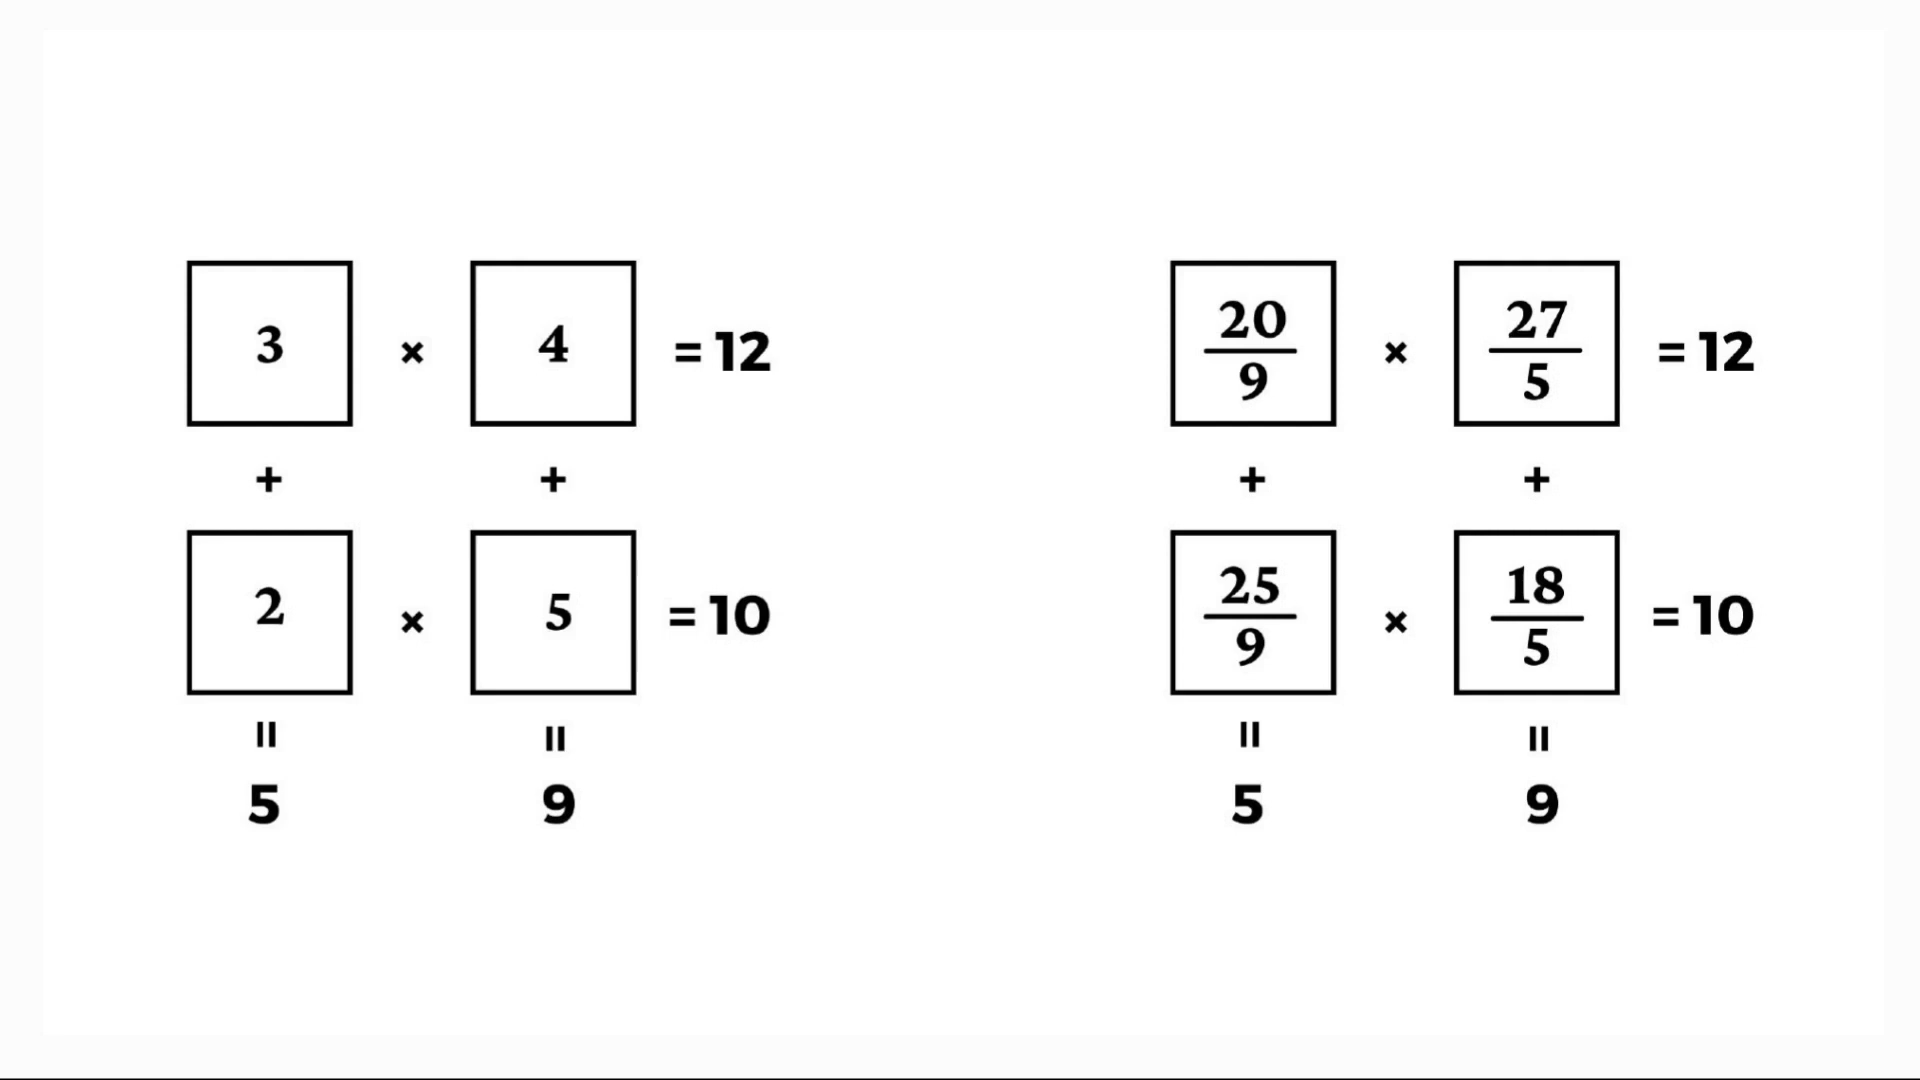 3 × 4 = 12
+ +
2 × 5 = 10
= =
5 9
20/9 × 27/5 = 12
+ +
25/9 × 18/5 = 10
= =
5 9